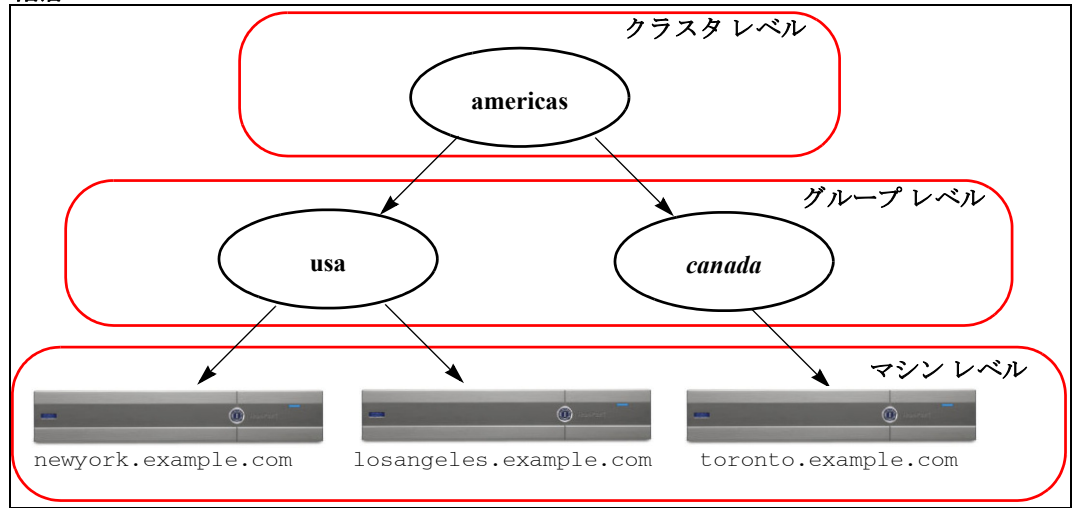 クラスタ レベル
americas
グループ レベル
usa
canada
マシン レベル
newyork.example.com
losangeles.example.com
toronto.example.com